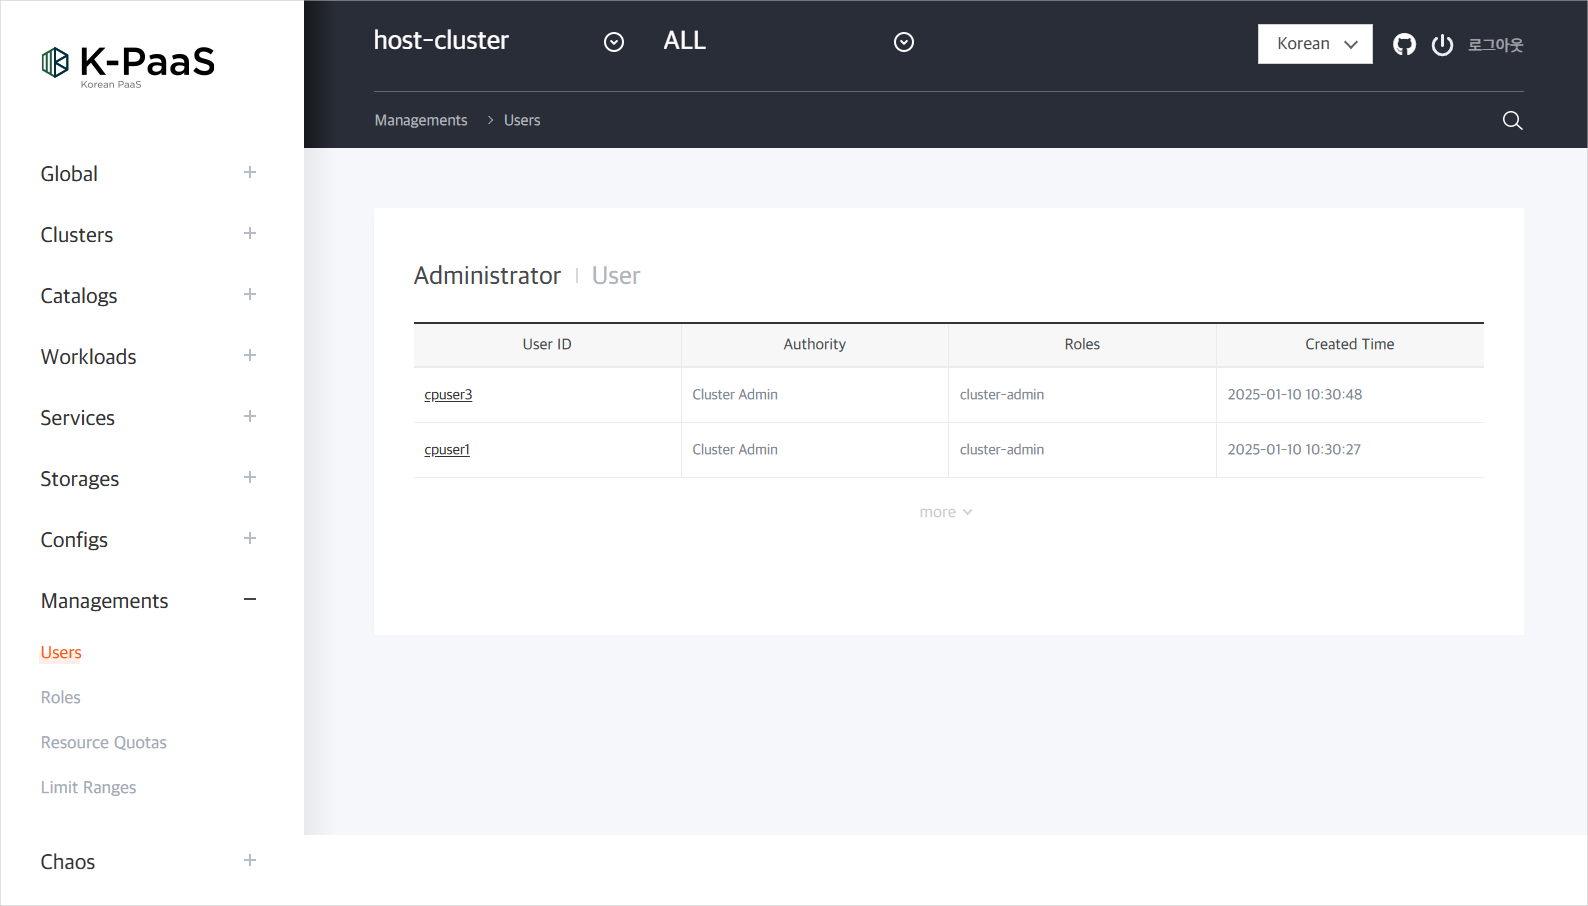 K-PaaS
Korean PaaS
host-cluster
ALL
Korean
로그아웃
Managements > Users
Global
Clusters
Catalogs
Workloads
Services
Storages
Configs
Managements
Users
Roles
Resource Quotas
Limit Ranges
Chaos
Administrator | User
User ID Authority Roles Created Time
cpuser3 Cluster Admin cluster-admin 2025-01-10 10:30:48
cpuser1 Cluster Admin cluster-admin 2025-01-10 10:30:27
more